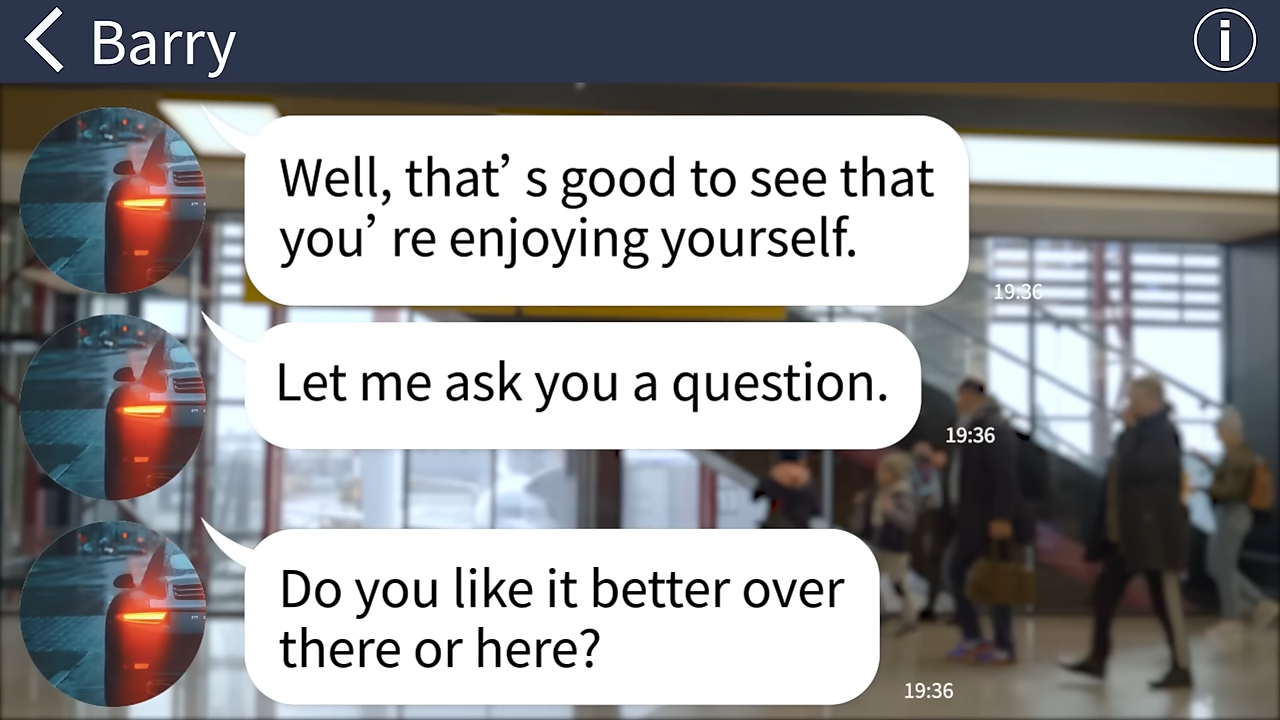 Barry
Well, that’s good to see that
you’re enjoying yourself.
19:36
Let me ask you a question.
19:36
Do you like it better over
there or here?
19:36